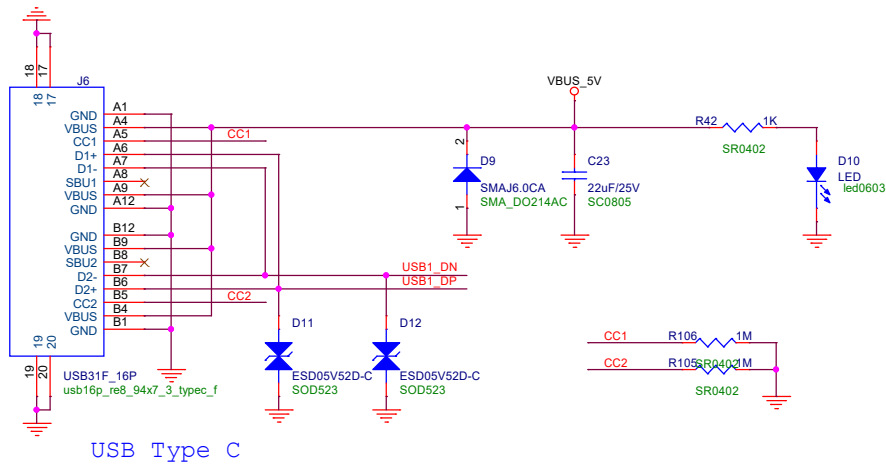 18
17
J6
18
17
GND A1
VBUS A4
CC1 A5 CC1
D1+ A6
D1- A7
SBU1 A8
VBUS A9
GND A12
GND B12
VBUS B9
SBU2 B8
D2- B7 USB1_DN
D2+ B6 USB1_DP
CC2 B5 CC2
VBUS B4
GND B1
19
20
19
20
USB31F_16P
usb16p_re8_94x7_3_typec_f
VBUS_5V
R42 1K
SR0402
2
D9
SMAJ6.0CA
SMA_DO214AC
1
C23
22uF/25V
SC0805
D10
LED
led0603
D11
ESD05V52D-C
SOD523
D12
ESD05V52D-C
SOD523
CC1 R106 1M
SR0402
CC2 R105 1M
SR0402
USB Type C